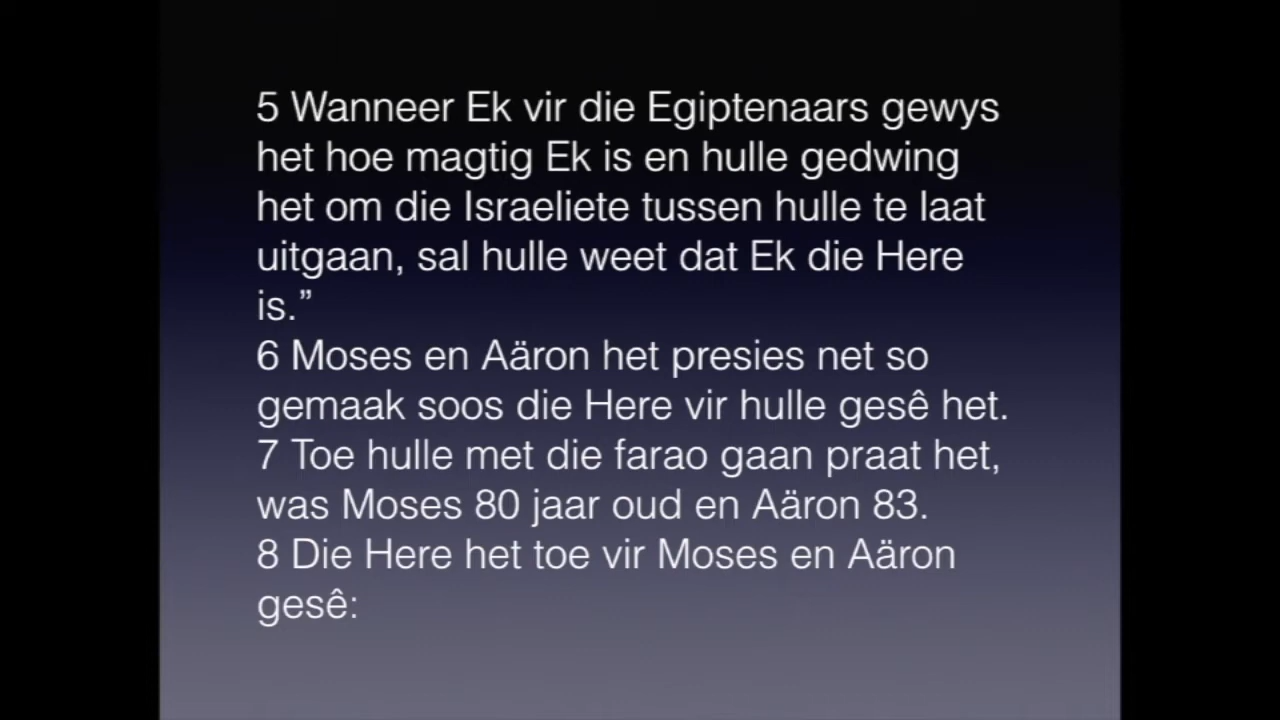 5 Wanneer Ek vir die Egiptenaars gewys
het hoe magtig Ek is en hulle gedwing
het om die Israeliete tussen hulle te laat
uitgaan, sal hulle weet dat Ek die Here
is.”
6 Moses en Aäron het presies net so
gemaak soos die Here vir hulle gesê het.
7 Toe hulle met die farao gaan praat het,
was Moses 80 jaar oud en Aäron 83.
8 Die Here het toe vir Moses en Aäron
gesê: